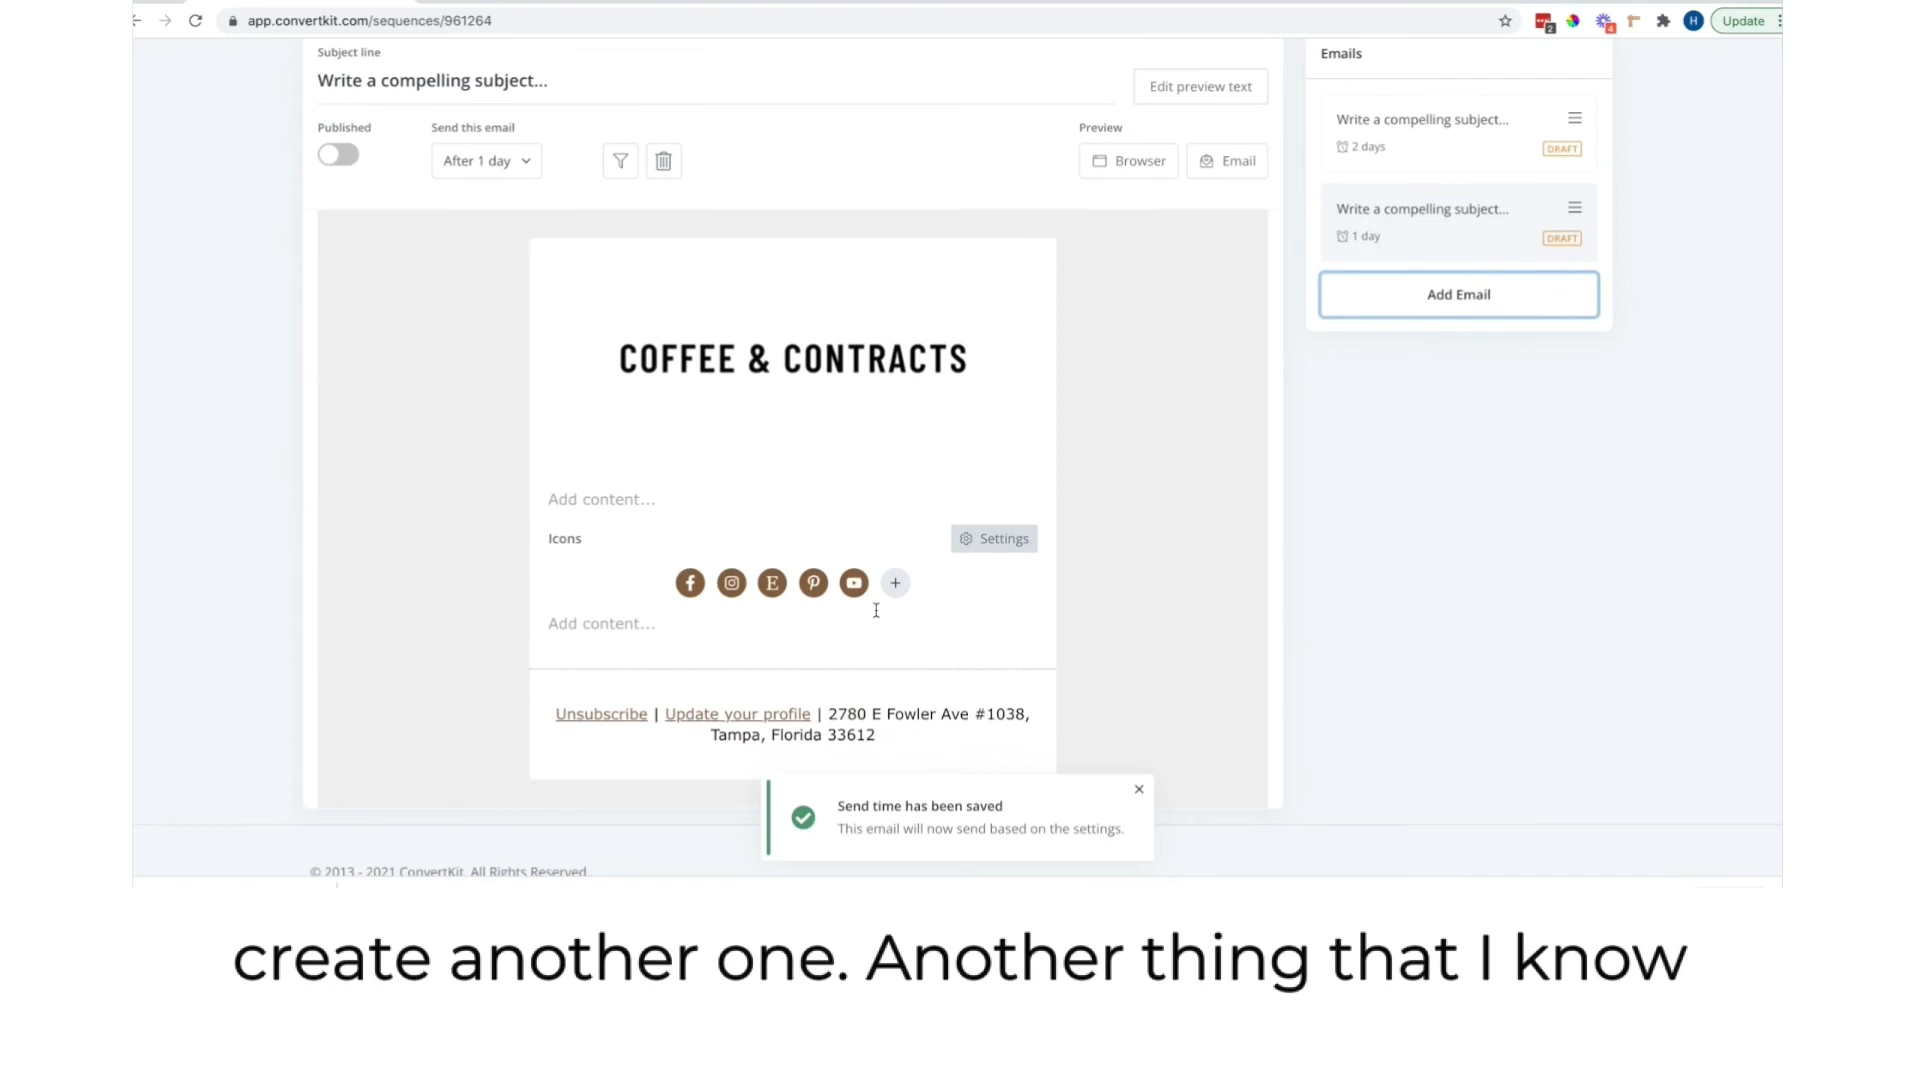 app.convertkit.com/sequences/961264
2
4
H
Update
Subject line
Write a compelling subject...
Edit preview text
Published
Send this email
After 1 day
Preview
Browser
Email
Emails
Write a compelling subject...
2 days
DRAFT
Write a compelling subject...
1 day
DRAFT
Add Email
COFFEE & CONTRACTS
Add content...
Icons
Settings
Add content...
Unsubscribe | Update your profile | 2780 E Fowler Ave #1038,
Tampa, Florida 33612
Send time has been saved
This email will now send based on the settings.
© 2013 - 2021 ConvertKit. All Rights Reserved
create another one. Another thing that I know